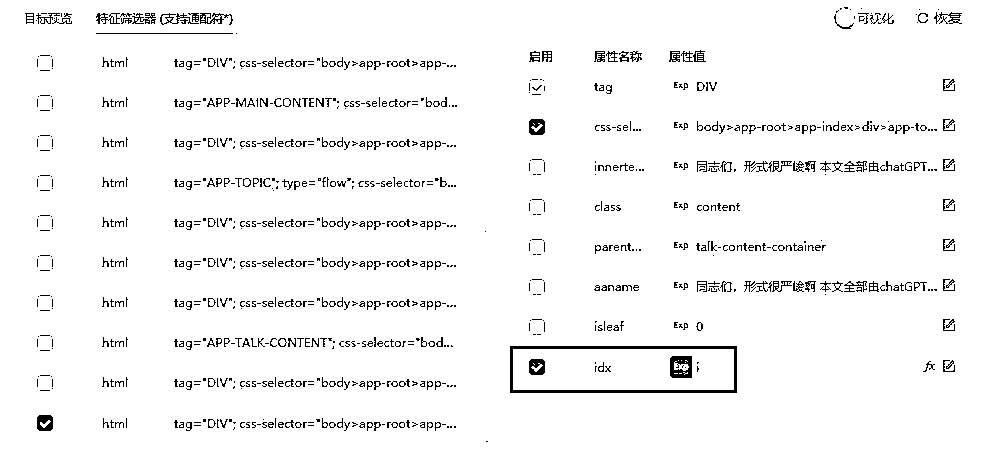 目标预览 特征筛选器 (支持通配符*) 可视化 恢复
html tag="DIV"; css-selector="body>app-root>app-...
html tag="APP-MAIN-CONTENT"; css-selector="bod...
html tag="DIV"; css-selector="body>app-root>app-...
html tag="APP-TOPIC"; type="flow"; css-selector="b...
html tag="DIV"; css-selector="body>app-root>app-...
html tag="DIV"; css-selector="body>app-root>app-...
html tag="DIV"; css-selector="body>app-root>app-...
html tag="APP-TALK-CONTENT"; css-selector="bod...
html tag="DIV"; css-selector="body>app-root>app-...
html tag="DIV"; css-selector="body>app-root>app-...
启用 属性名称 属性值
tag Exp DIV
css-sel... Exp body>app-root>app-index>div>app-to...
innerte... Exp 同志们，形式很严峻啊 本文全部由chatGPT...
class Exp content
parent... Exp talk-content-container
aaname Exp 同志们，形式很严峻啊 本文全部由chatGPT...
isleaf Exp 0
idx Exp i fx